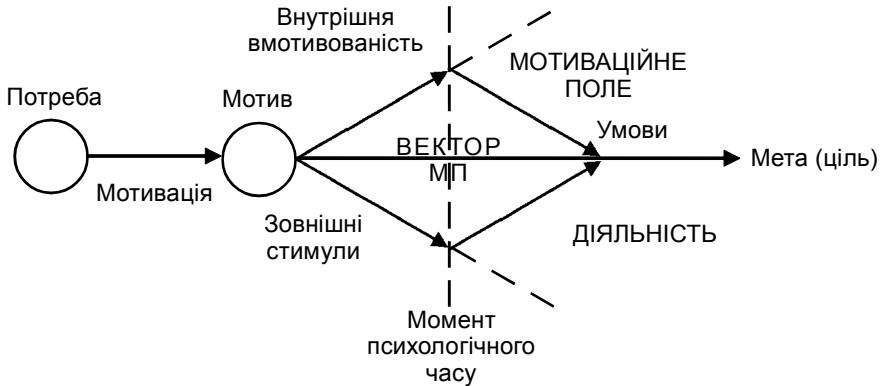 Внутрішня
вмотивованість
МОТИВАЦІЙНЕ
ПОЛЕ
Потреба
Мотив
Умови
ВЕКТОР
МП
Мета (ціль)
Мотивація
Зовнішні
стимули
ДІЯЛЬНІСТЬ
Момент
психологічного
часу